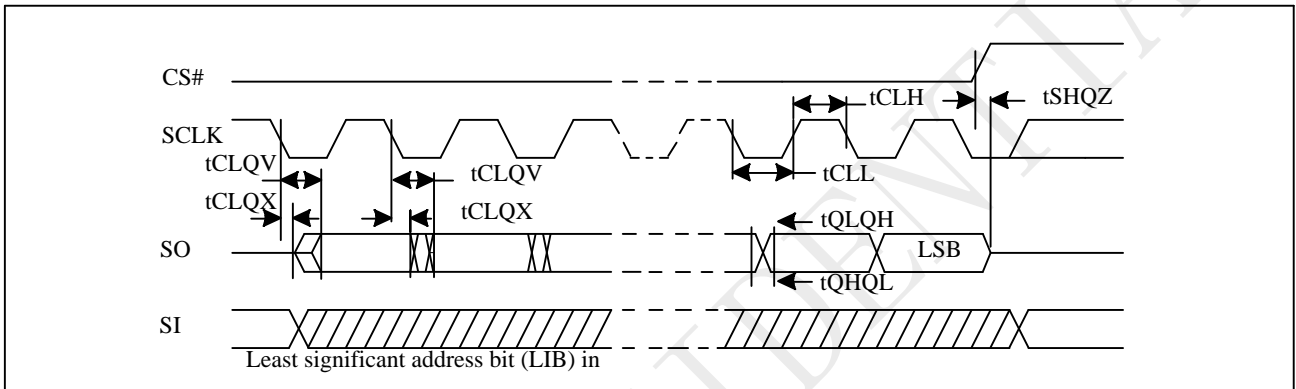 CS#
tCLH
tSHQZ
SCLK
tCLQV
tCLQV
tCLL
tCLQX
tCLQX
tQLQH
SO
LSB
tQHQL
SI
Least significant address bit (LIB) in